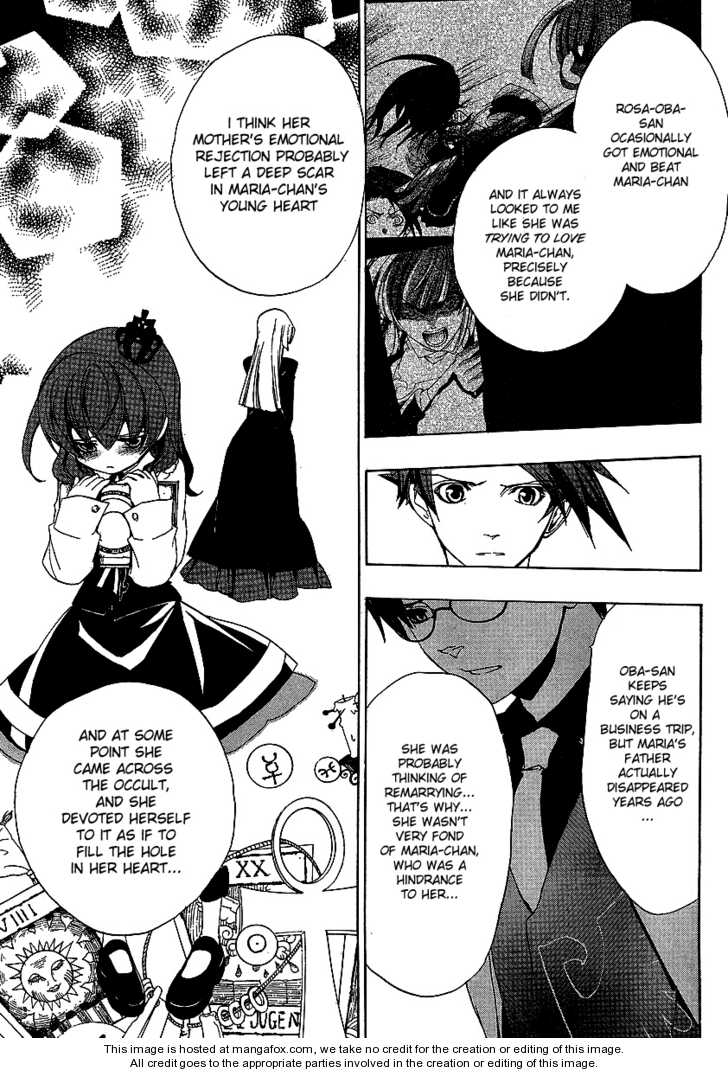 ROSA-OBA-
SAN
OCASIONALLY
GOT EMOTIONAL
AND BEAT
MARIA-CHAN
AND IT ALWAYS
LOOKED TO ME
LIKE SHE WAS
TRYING TO LOVE
MARIA-CHAN,
PRECISELY
BECAUSE
SHE DIDN'T.
OBA-SAN
KEEPS
SAYING HE'S
ON A
BUSINESS TRIP,
BUT MARIA'S
FATHER
ACTUALLY
DISAPPEARED
YEARS AGO
...
SHE WAS
PROBABLY
THINKING OF
REMARRYING...
THAT'S WHY...
SHE WASN'T
VERY FOND
OF MARIA-CHAN,
WHO WAS A
HINDRANCE
TO HER...
I THINK HER
MOTHER'S EMOTIONAL
REJECTION PROBABLY
LEFT A DEEP SCAR
IN MARIA-CHAN'S
YOUNG HEART
AND AT SOME
POINT SHE
CAME ACROSS
THE OCCULT,
AND SHE
DEVOTED HERSELF
TO IT AS IF TO
FILL THE HOLE
IN HER HEART...
XX
VIIII
JUGEN
This image is hosted at mangafox.com, we take no credit for the creation or editing of this image.
All credit goes to the appropriate parties involved in the creation or editing of this image.